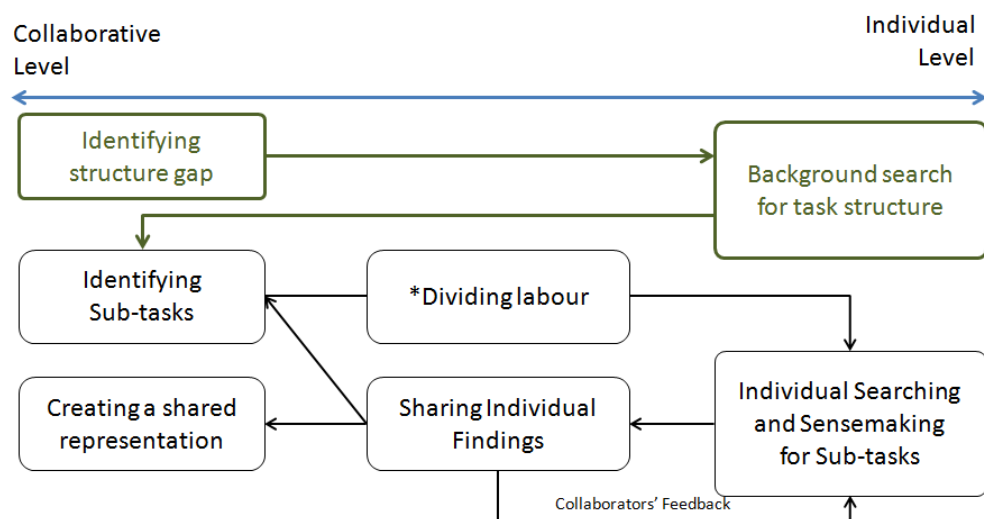 Collaborative
Level
Individual
Level
Identifying
structure gap
Background search
for task structure
Identifying
Sub-tasks
*Dividing labour
Creating a shared
representation
Sharing Individual
Findings
Individual Searching
and Sensemaking
for Sub-tasks
Collaborators' Feedback